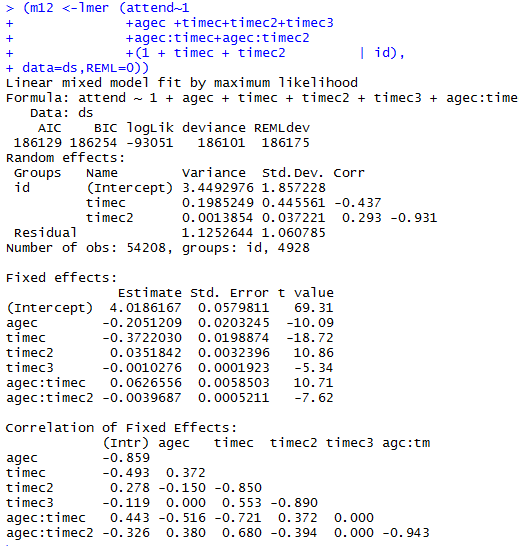 > (m12 <-lmer (attend~1
+ +agec +timec+timec2+timec3
+ +agec:timec+agec:timec2
+ +(1 + timec + timec2 | id),
+ data=ds,REML=0))
Linear mixed model fit by maximum likelihood
Formula: attend ~ 1 + agec + timec + timec2 + timec3 + agec:time
Data: ds
AIC BIC logLik deviance REMLdev
186129 186254 -93051 186101 186175
Random effects:
Groups Name Variance Std.Dev. Corr
id (Intercept) 3.4492976 1.857228
timec 0.1985249 0.445561 -0.437
timec2 0.0013854 0.037221 0.293 -0.931
Residual 1.1252644 1.060785
Number of obs: 54208, groups: id, 4928
Fixed effects:
Estimate Std. Error t value
(Intercept) 4.0186167 0.0579811 69.31
agec -0.2051209 0.0203245 -10.09
timec -0.3722030 0.0198874 -18.72
timec2 0.0351842 0.0032396 10.86
timec3 -0.0010276 0.0001923 -5.34
agec:timec 0.0626556 0.0058503 10.71
agec:timec2 -0.0039687 0.0005211 -7.62
Correlation of Fixed Effects:
(Intr) agec timec timec2 timec3 agc:tm
agec -0.859
timec -0.493 0.372
timec2 0.278 -0.150 -0.850
timec3 -0.119 0.000 0.553 -0.890
agec:timec 0.443 -0.516 -0.721 0.372 0.000
agec:timec2 -0.326 0.380 0.680 -0.394 0.000 -0.943